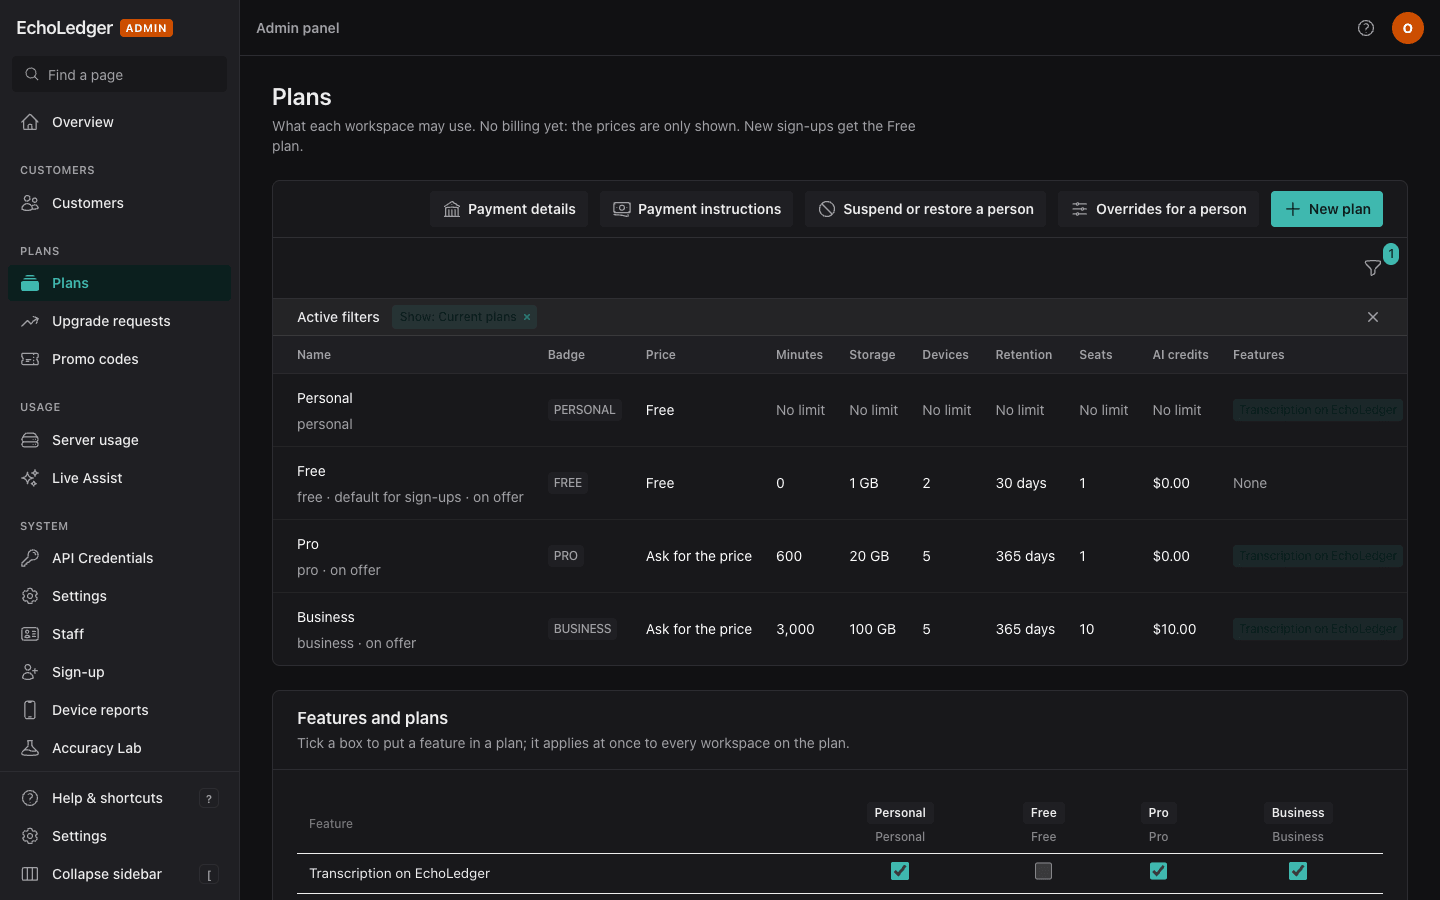 EchoLedger ADMIN
Find a page
Overview
CUSTOMERS
Customers
PLANS
Plans
Upgrade requests
Promo codes
USAGE
Server usage
Live Assist
SYSTEM
API Credentials
Settings
Staff
Sign-up
Device reports
Accuracy Lab
Help & shortcuts ?
Settings
Collapse sidebar [
Admin panel
O
Plans
What each workspace may use. No billing yet: the prices are only shown. New sign-ups get the Free
plan.
Payment details Payment instructions Suspend or restore a person Overrides for a person New plan
1
Active filters Show: Current plans ×
Name Badge Price Minutes Storage Devices Retention Seats AI credits Features
Personal
personal
PERSONAL Free No limit No limit No limit No limit No limit No limit Transcription on EchoLedger
Free
free · default for sign-ups · on offer
FREE Free 0 1 GB 2 30 days 1 $0.00 None
Pro
pro · on offer
PRO Ask for the price 600 20 GB 5 365 days 1 $0.00 Transcription on EchoLedger
Business
business · on offer
BUSINESS Ask for the price 3,000 100 GB 5 365 days 10 $10.00 Transcription on EchoLedger
Features and plans
Tick a box to put a feature in a plan; it applies at once to every workspace on the plan.
Feature
Personal Free Pro Business
Personal Free Pro Business
Transcription on EchoLedger